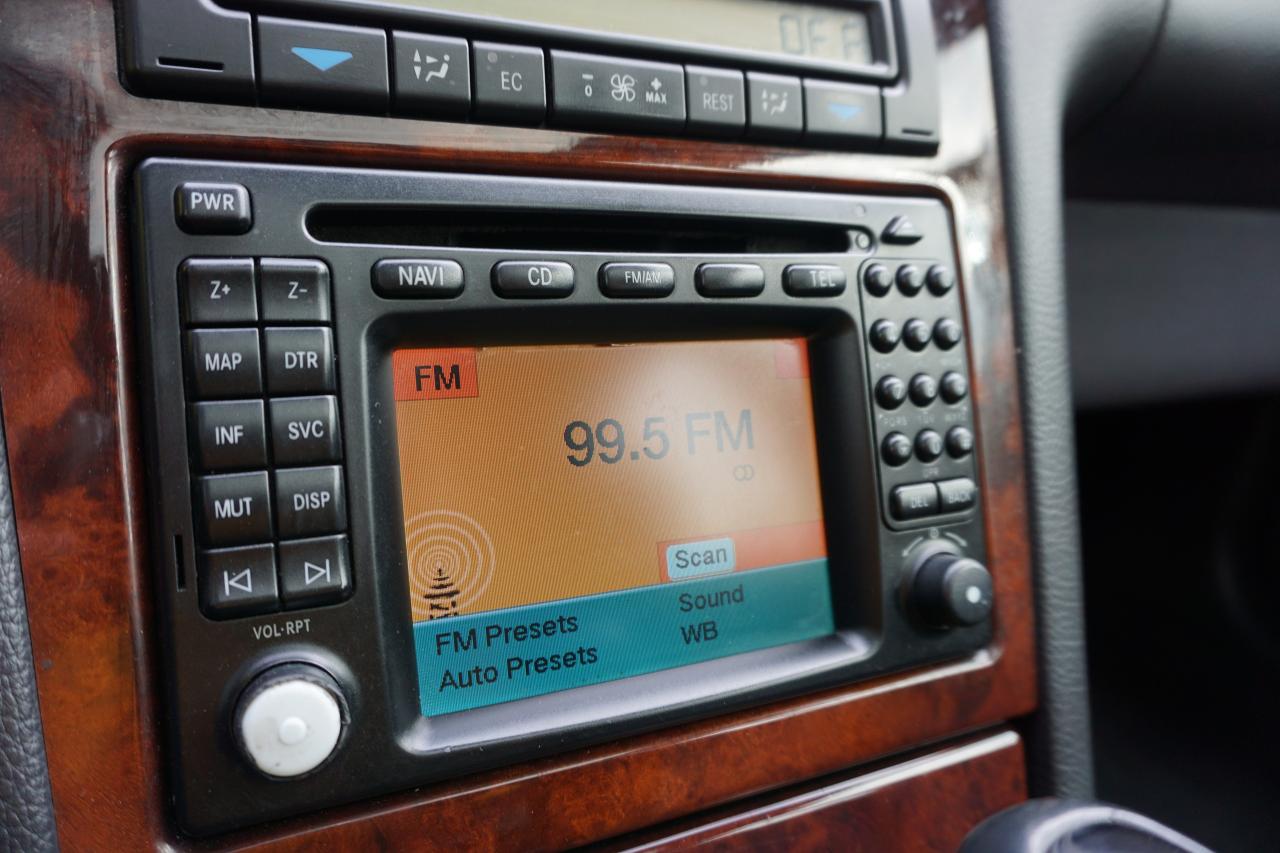 OFF
EC
0 MAX
REST
PWR
NAVI CD FM/AM TEL
Z+ Z-
MAP DTR
INF SVC
MUT DISP
VOL·RPT
FM
99.5 FM
Scan
FM Presets Sound
Auto Presets WB
DEL BACK